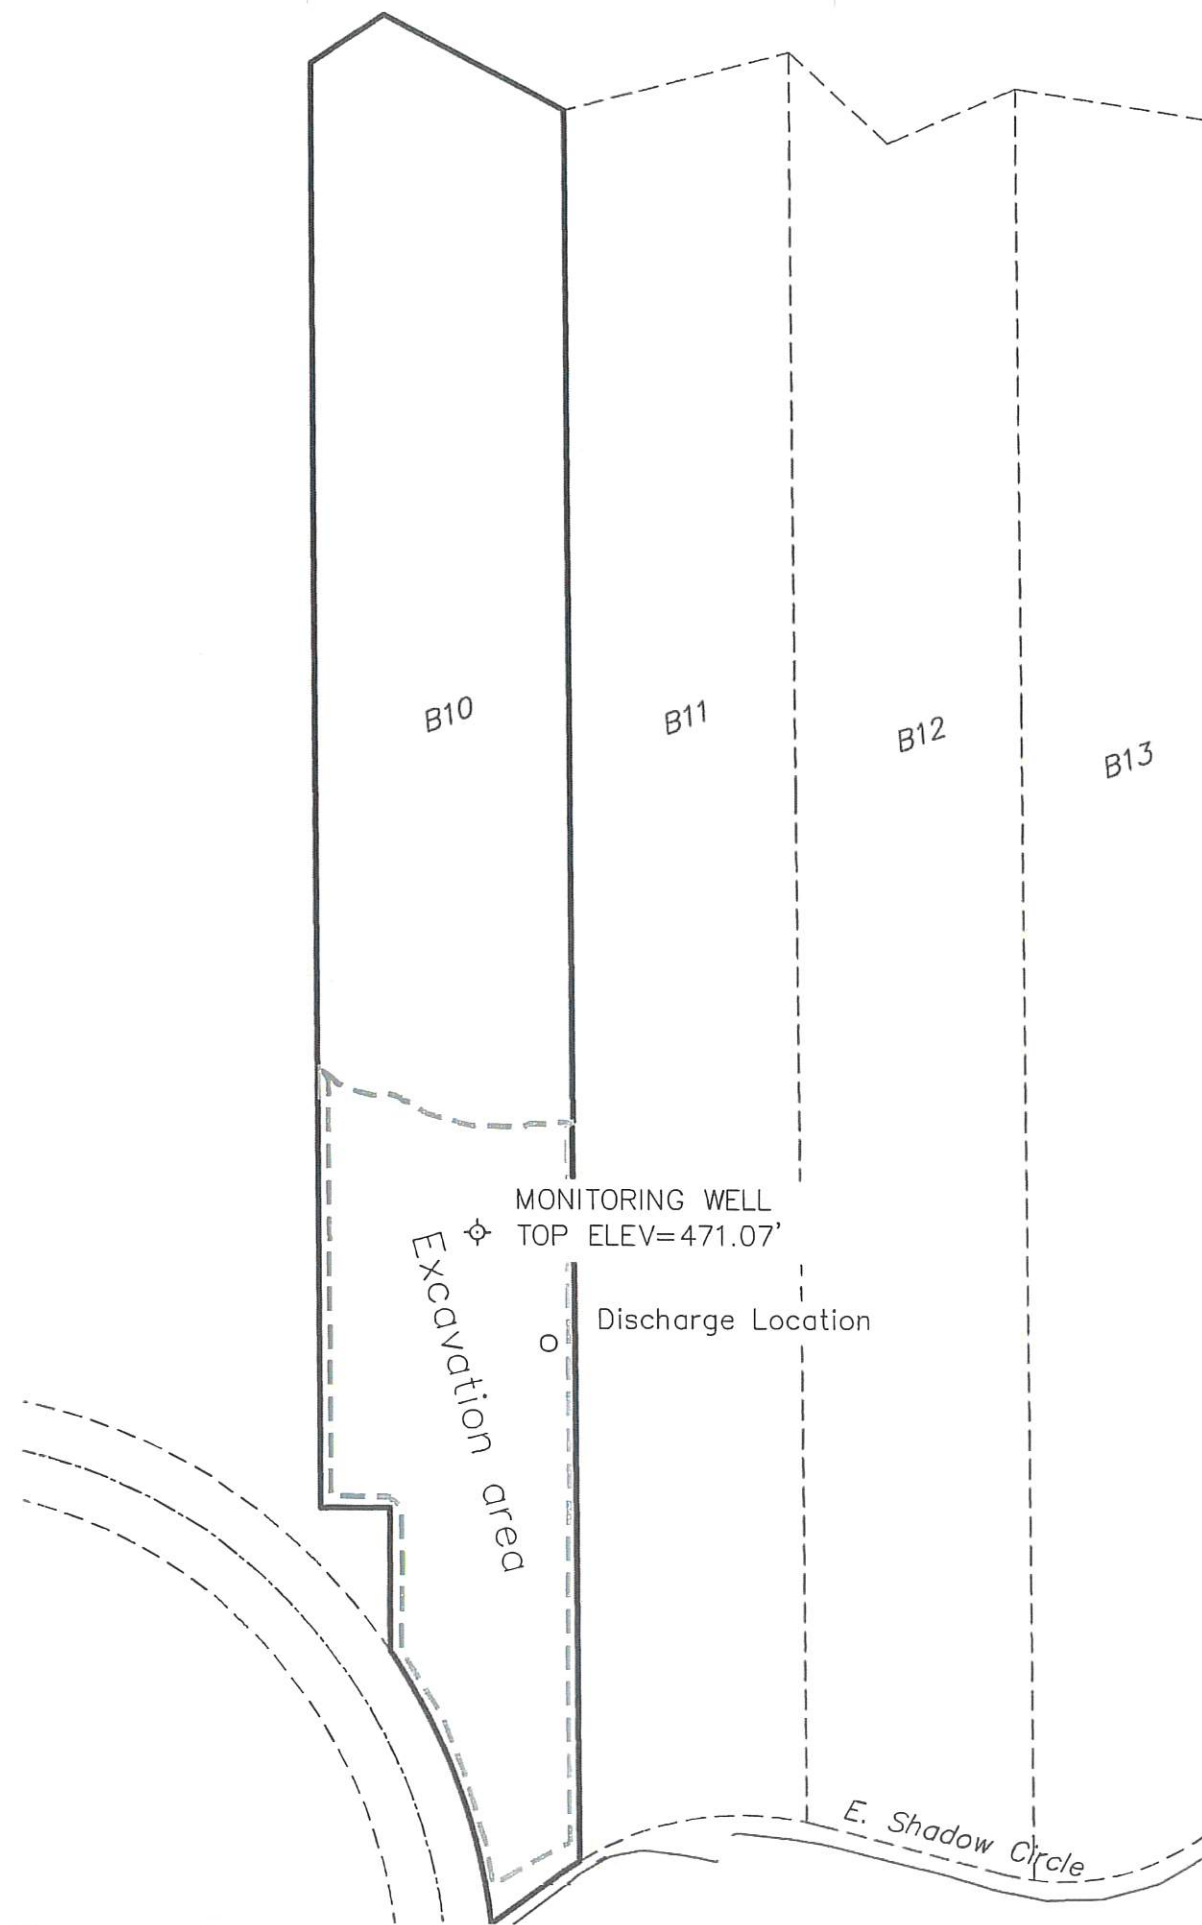 B10
B11
B12
B13
MONITORING WELL
TOP ELEV=471.07'
Discharge Location
Excavation area
E. Shadow Circle